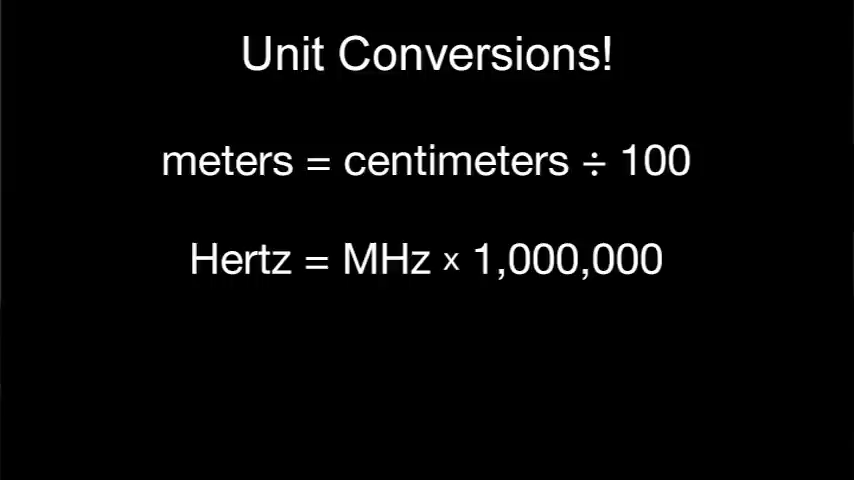 Unit Conversions!
meters = centimeters ÷ 100
Hertz = MHz x 1,000,000